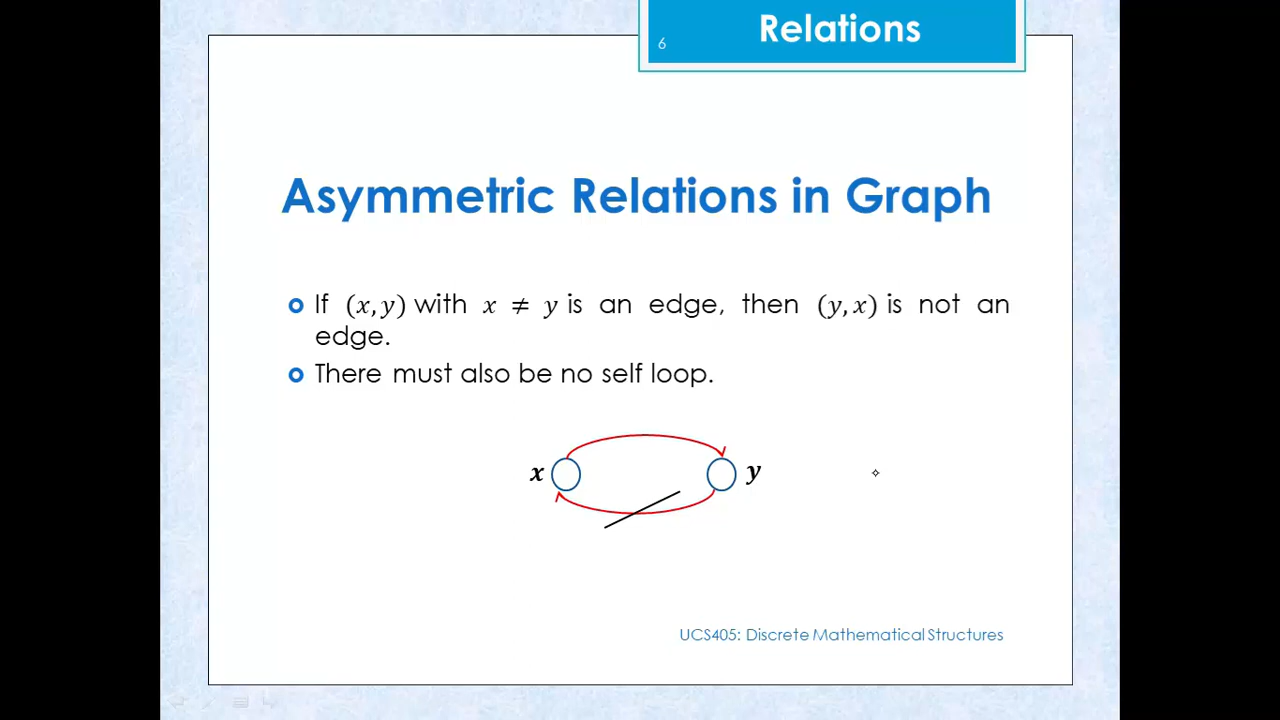 6
Relations
Asymmetric Relations in Graph
If (x, y) with x ≠ y is an edge, then (y, x) is not an
edge.
There must also be no self loop.
x y
UCS405: Discrete Mathematical Structures